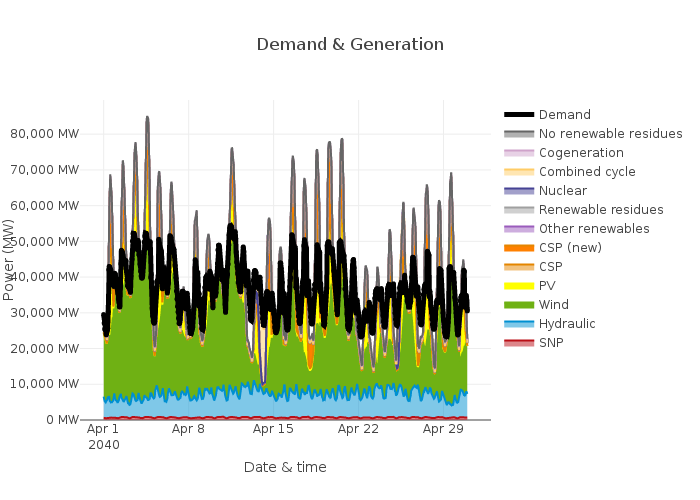 Demand & Generation
80,000 MW
70,000 MW
60,000 MW
50,000 MW
40,000 MW
30,000 MW
20,000 MW
10,000 MW
0 MW
Power (MW)
Apr 1
2040
Apr 8
Apr 15
Apr 22
Apr 29
Date & time
Demand
No renewable residues
Cogeneration
Combined cycle
Nuclear
Renewable residues
Other renewables
CSP (new)
CSP
PV
Wind
Hydraulic
SNP